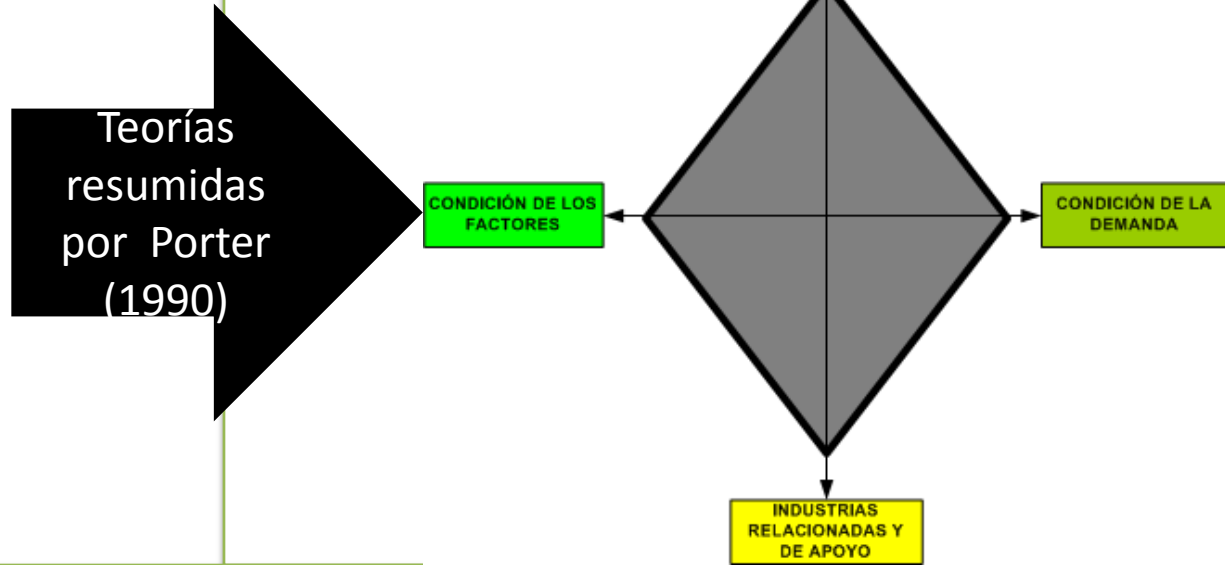 Teorías
resumidas
por Porter
(1990)
CONDICIÓN DE LOS
FACTORES
CONDICIÓN DE LA
DEMANDA
INDUSTRIAS
RELACIONADAS Y
DE APOYO